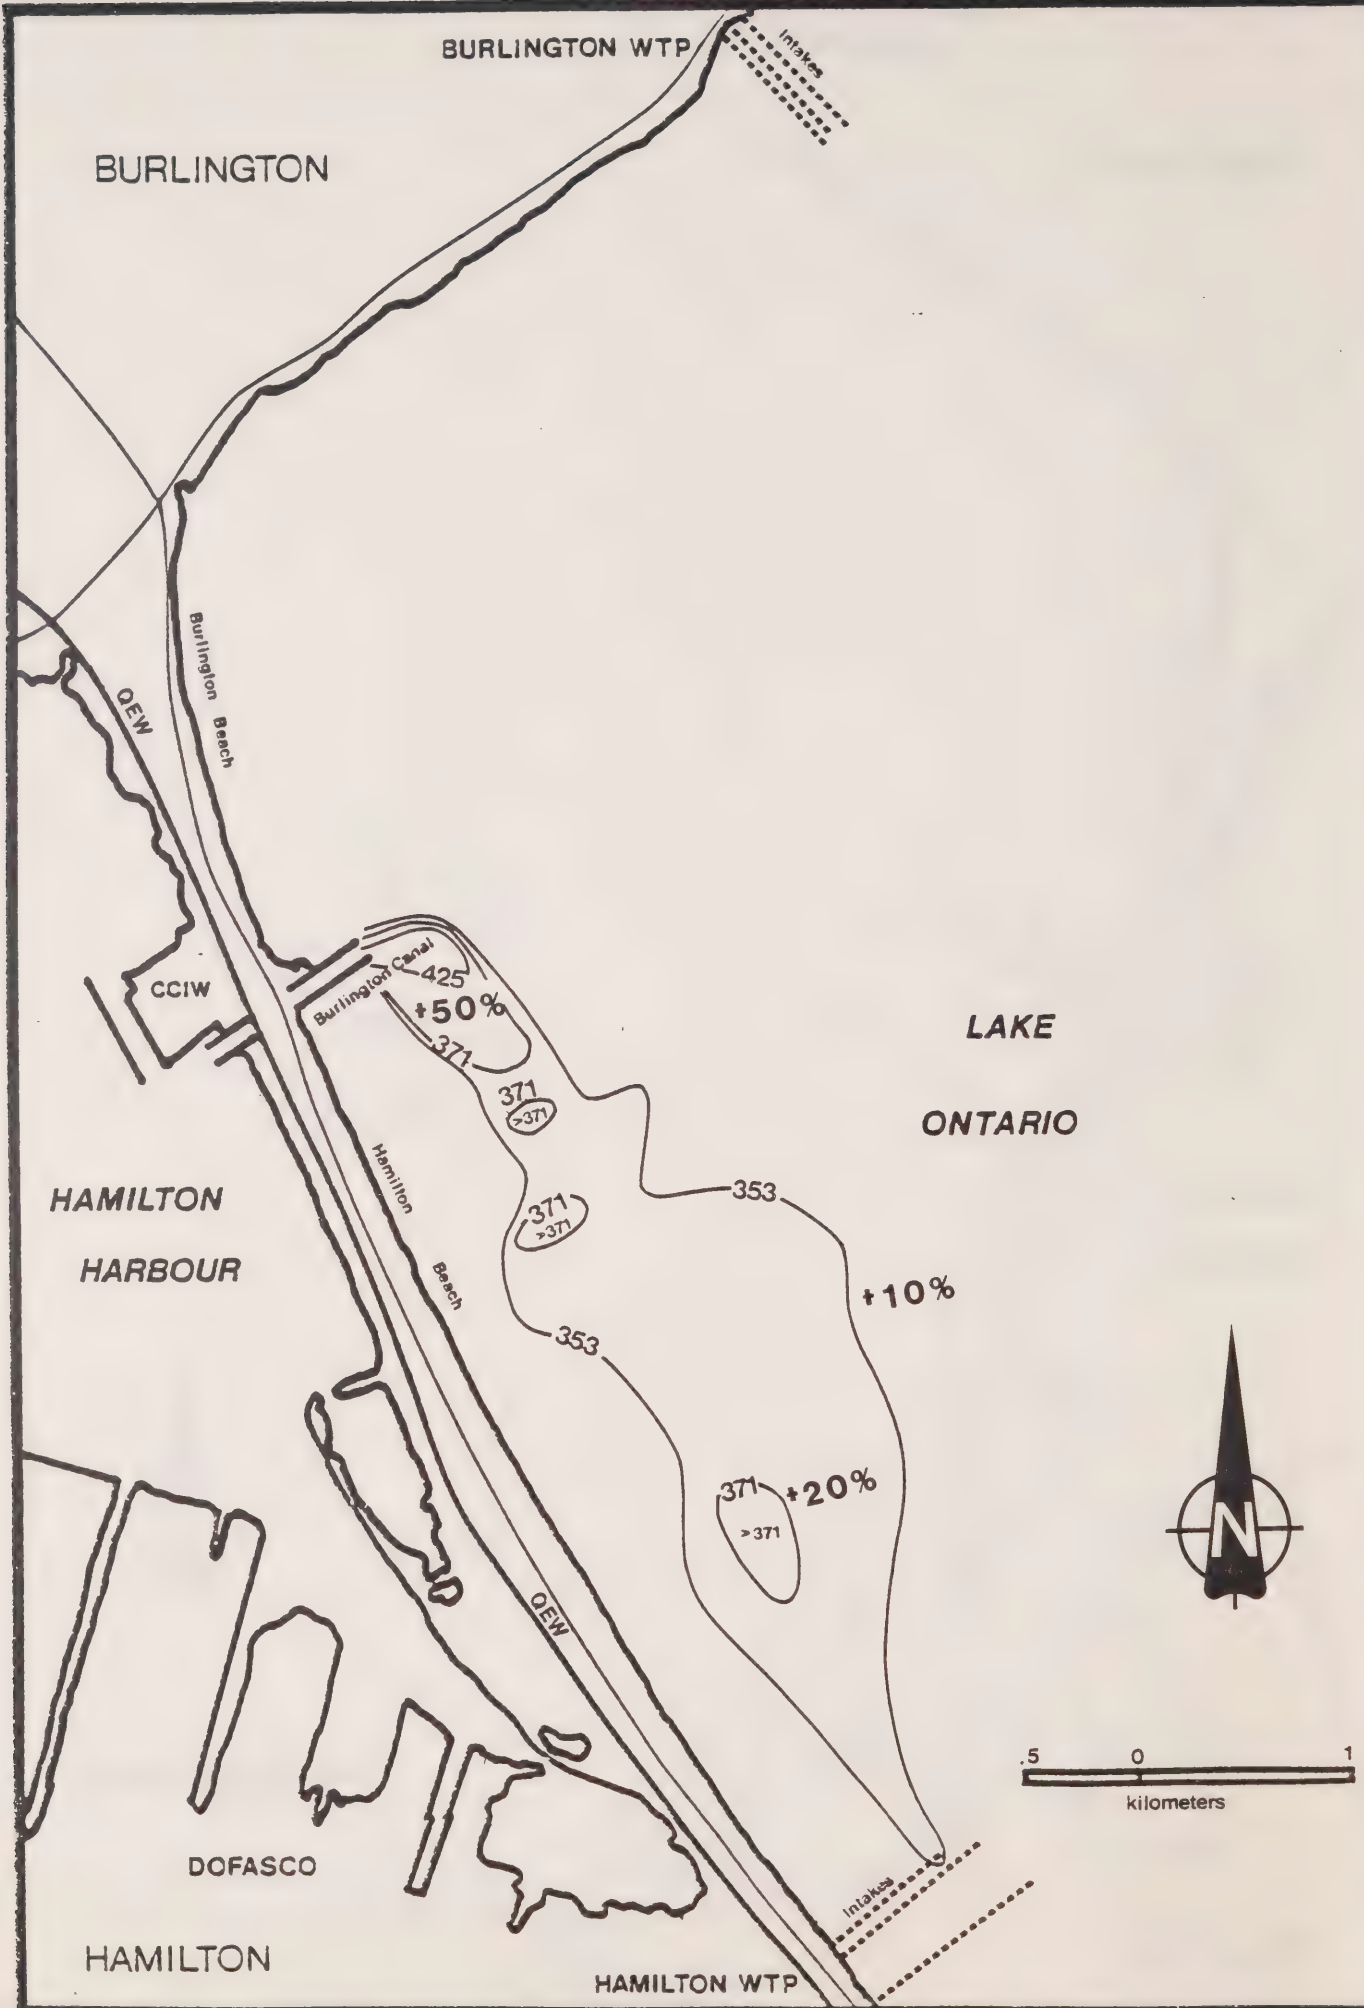 BURLINGTON WTP
Intakes
BURLINGTON
Burlington Beach
QEW
CCIW
Burlington Canal
425
+50%
371
371
>371
LAKE
ONTARIO
Hamilton Beach
HAMILTON
HARBOUR
353
371
>371
+10%
353
371
+20%
>371
N
QEW
.5 0 1
kilometers
DOFASCO
Intakes
HAMILTON
HAMILTON WTP